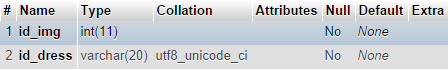 # Name Type Collation Attributes Null Default Extra
1 id_img int(11) No None
2 id_dress varchar(20) utf8_unicode_ci No None